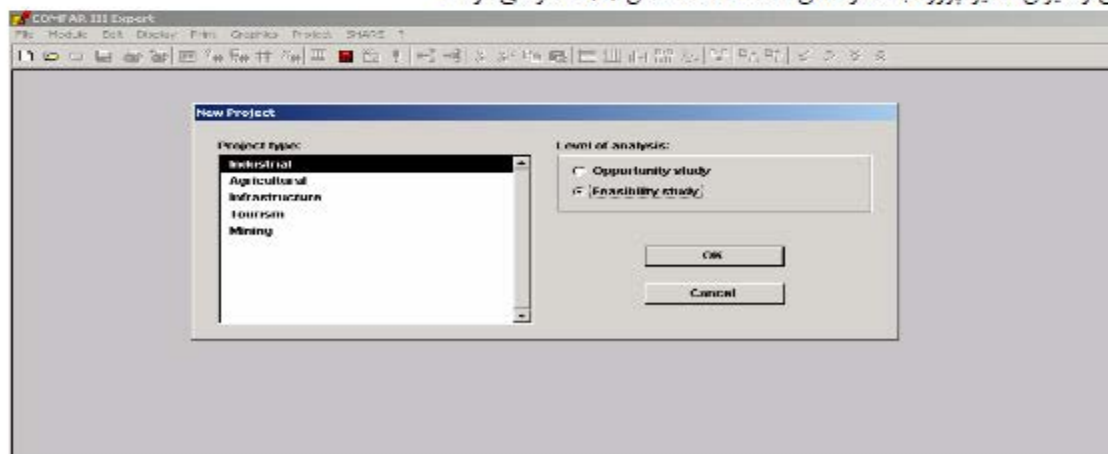 COMFAR III Expert
File Module Edit Display Print Graphics Project SHARE ?
New Project
Project type:
Industrial
Agricultural
Infrastructure
Tourism
Mining
Level of analysis:
Opportunity study
Feasibility study
OK
Cancel